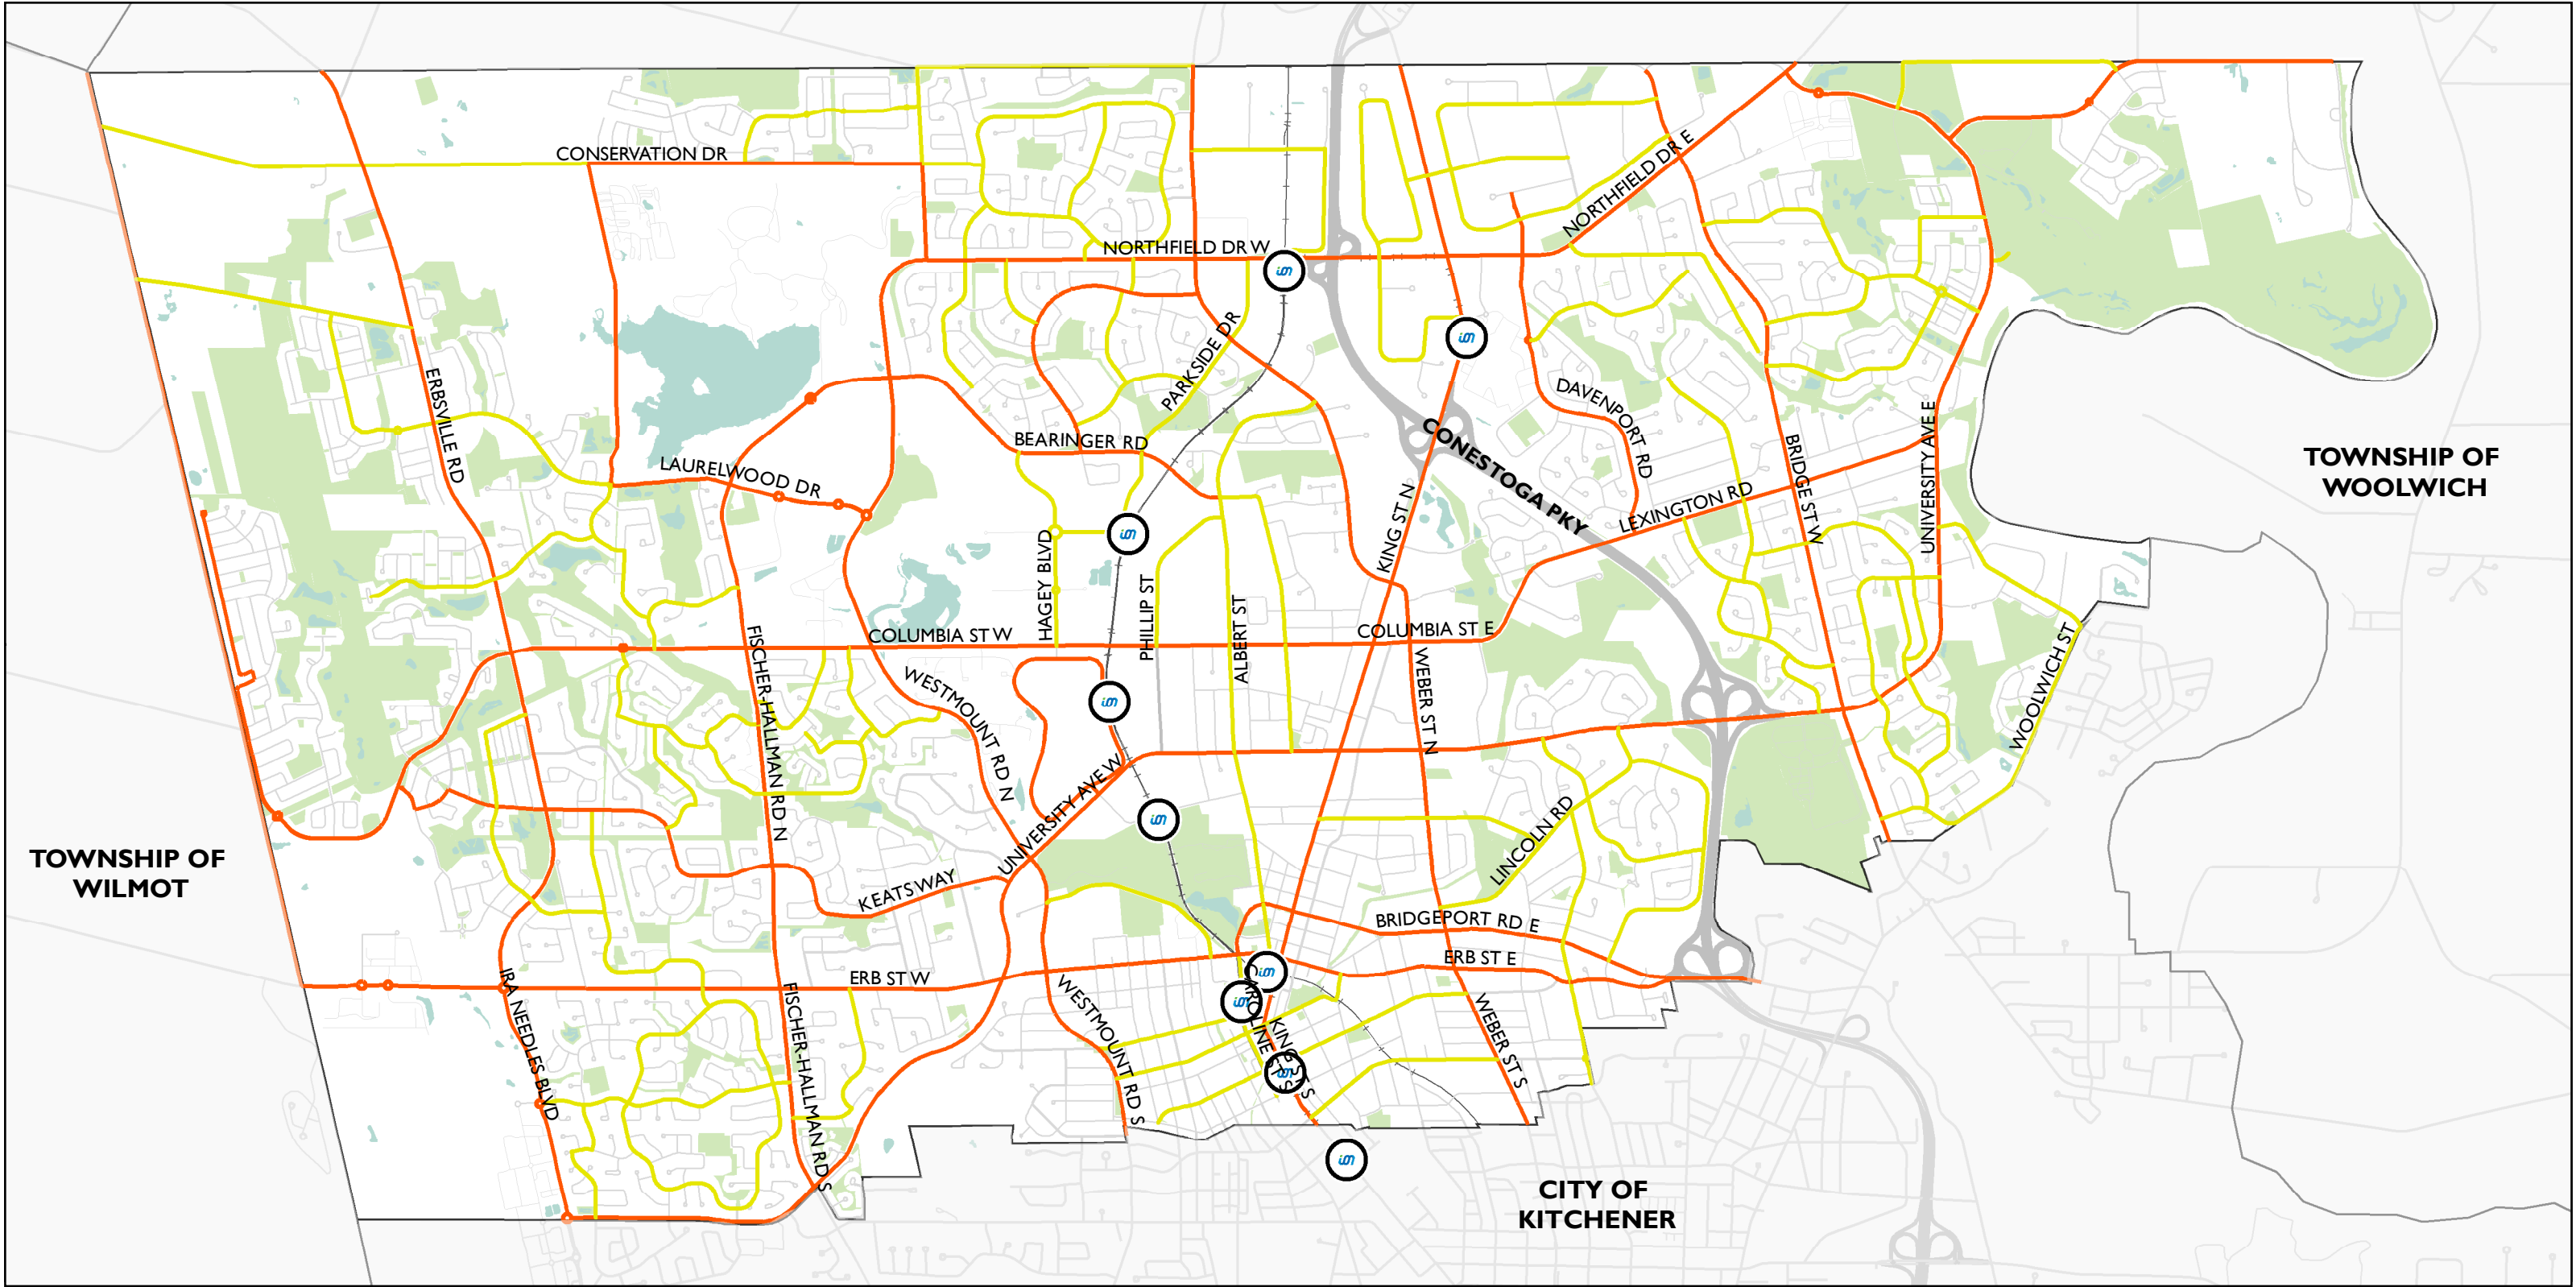 CONSERVATION DR
NORTHFIELD DR E
NORTHFIELD DR W
PARKSIDE DR
ERBSVILLE RD
DAVENPORT RD
CONESTOGA PKY
BEARINGER RD
LAURELWOOD DR
BRIDGE ST W
UNIVERSITY AVE E
TOWNSHIP OF
WOOLWICH
LEXINGTON RD
KING ST N
HAGEY BLVD
PHILLIP ST
ALBERT ST
COLUMBIA ST W
COLUMBIA ST E
FISCHER-HALLMAN RD N
WESTMOUNT RD N
WEBER ST N
WOOLWICH ST
UNIVERSITY AVE W
LINCOLN RD
TOWNSHIP OF
WILMOT
KEATS WAY
BRIDGEPORT RD E
ERB ST W
ERB ST E
IRA NEEDLES BLVD
FISCHER-HALLMAN RD S
WESTMOUNT RD S
CAROLINE ST S
KING ST S
WEBER ST S
CITY OF
KITCHENER